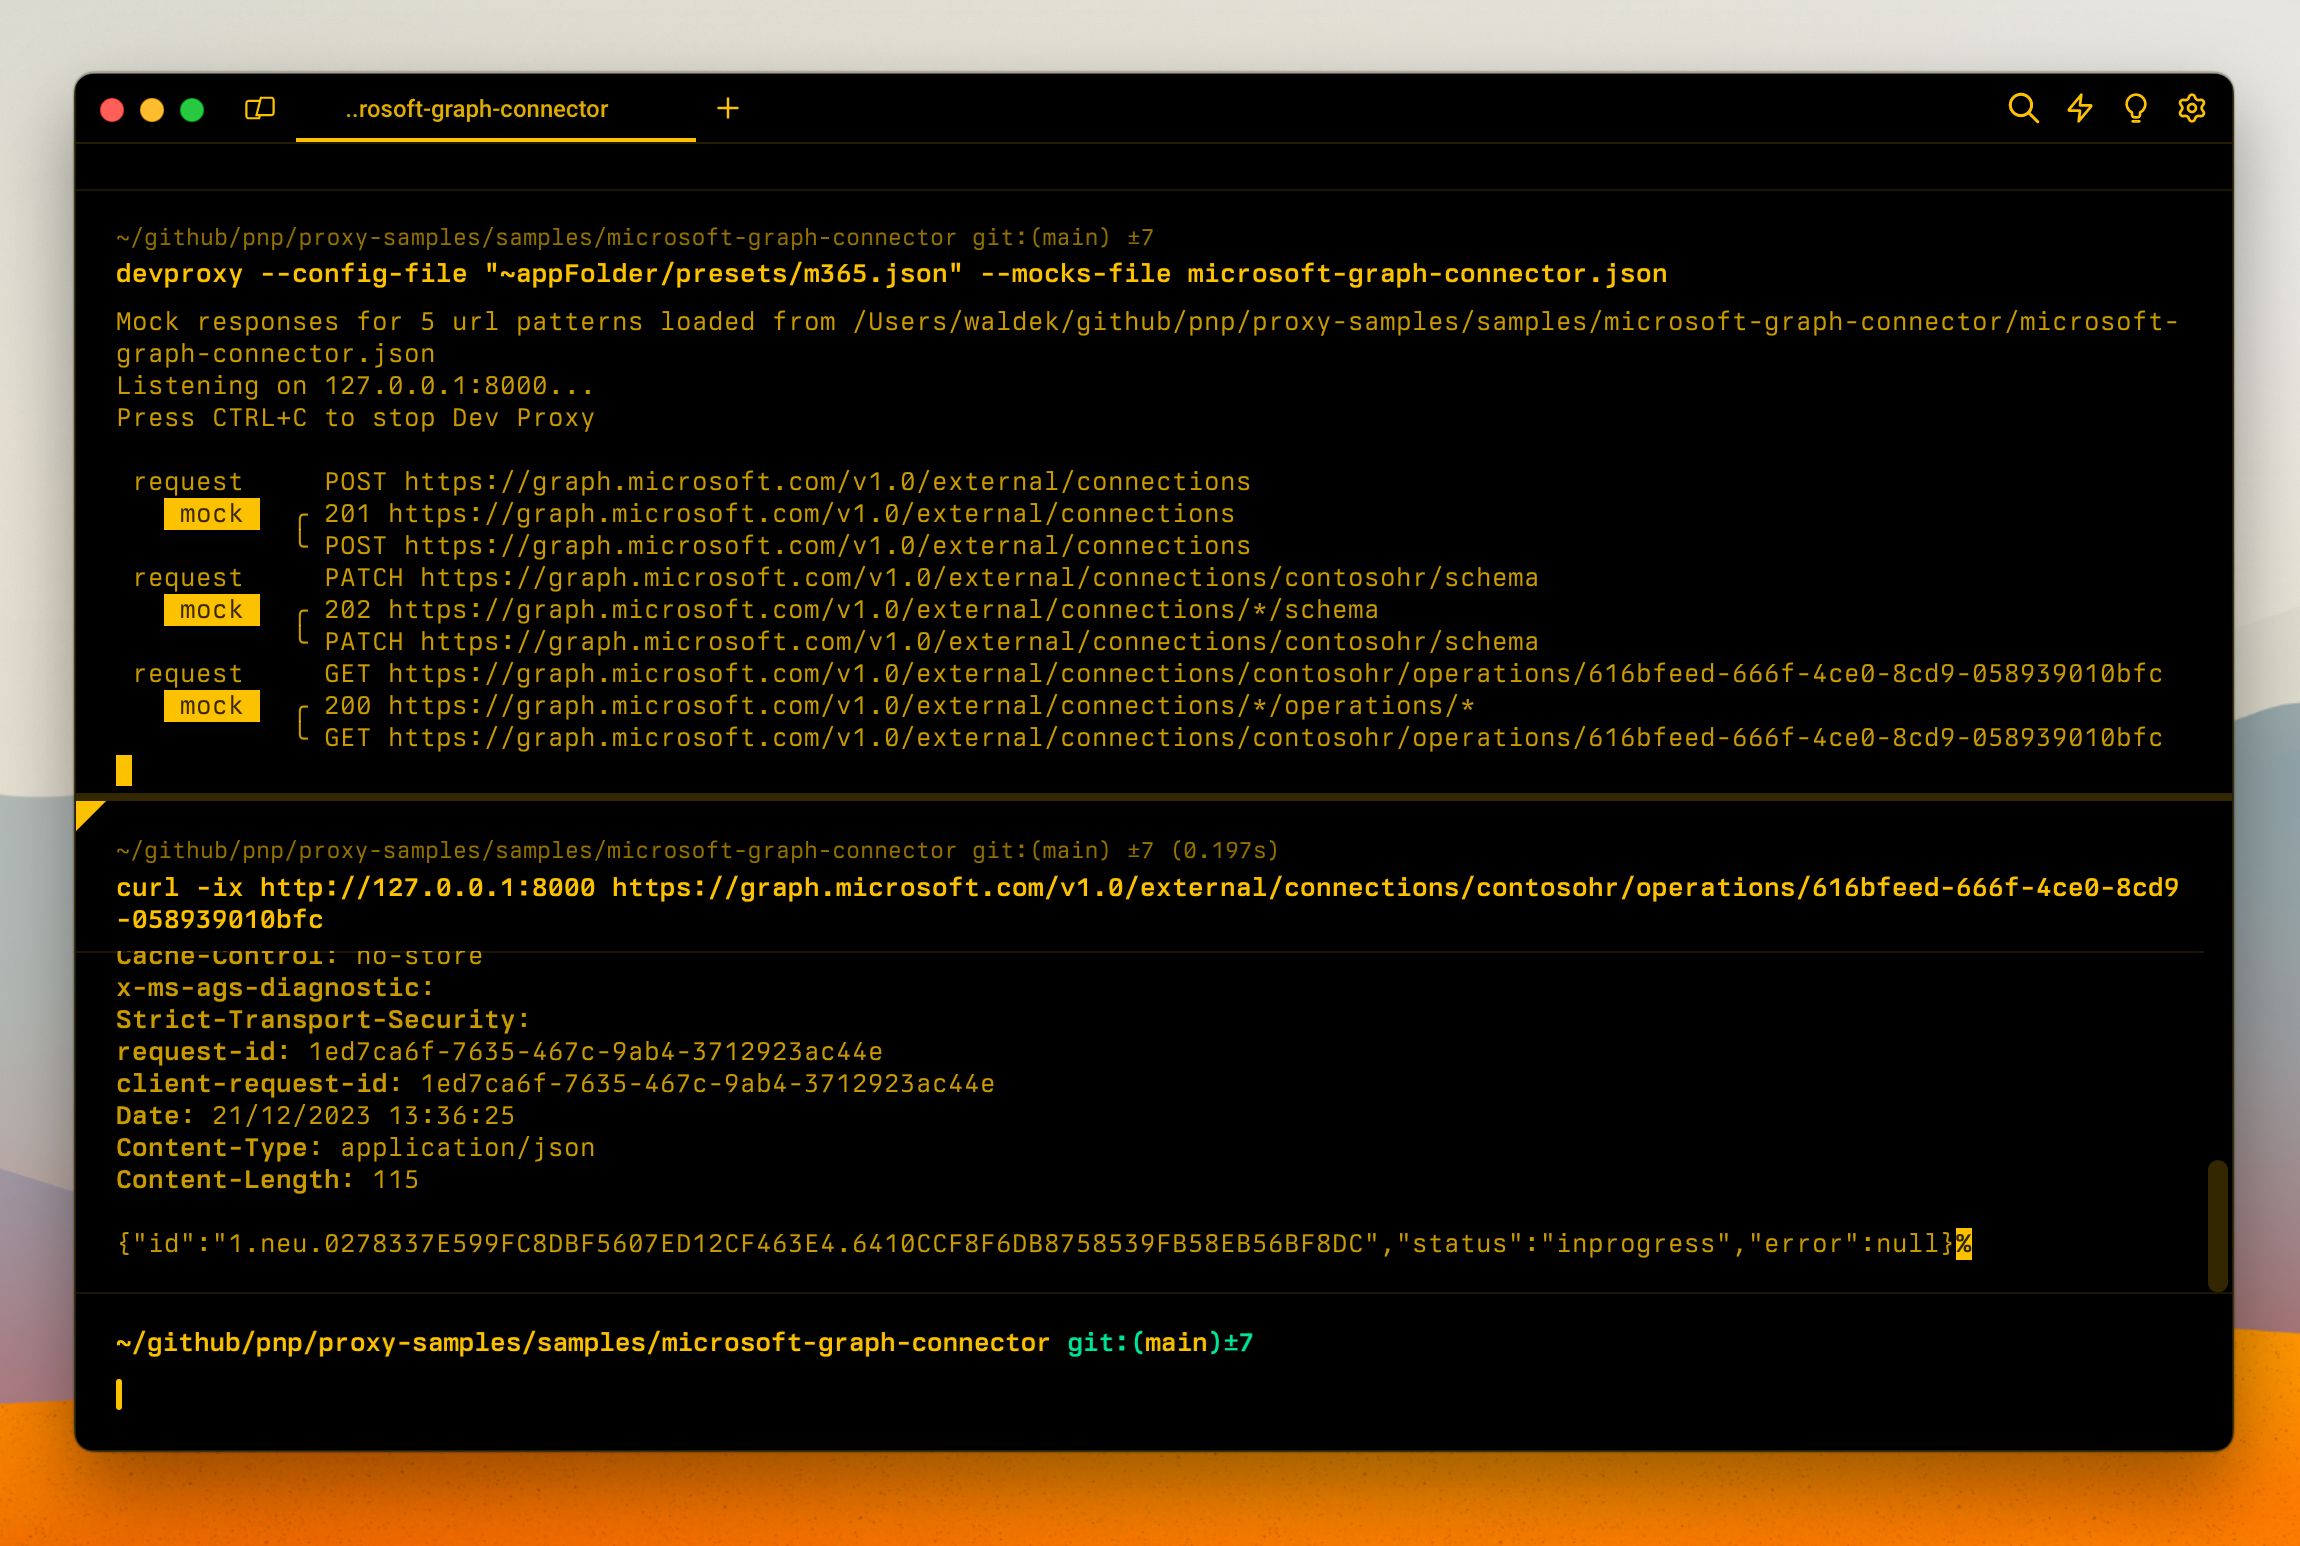 ..rosoft-graph-connector
~/github/pnp/proxy-samples/samples/microsoft-graph-connector git:(main) ±7
devproxy --config-file "~appFolder/presets/m365.json" --mocks-file microsoft-graph-connector.json
Mock responses for 5 url patterns loaded from /Users/waldek/github/pnp/proxy-samples/samples/microsoft-graph-connector/microsoft-
graph-connector.json
Listening on 127.0.0.1:8000...
Press CTRL+C to stop Dev Proxy
request POST https://graph.microsoft.com/v1.0/external/connections
mock 201 https://graph.microsoft.com/v1.0/external/connections
POST https://graph.microsoft.com/v1.0/external/connections
request PATCH https://graph.microsoft.com/v1.0/external/connections/contosohr/schema
mock 202 https://graph.microsoft.com/v1.0/external/connections/*/schema
PATCH https://graph.microsoft.com/v1.0/external/connections/contosohr/schema
request GET https://graph.microsoft.com/v1.0/external/connections/contosohr/operations/616bfeed-666f-4ce0-8cd9-058939010bfc
mock 200 https://graph.microsoft.com/v1.0/external/connections/*/operations/*
GET https://graph.microsoft.com/v1.0/external/connections/contosohr/operations/616bfeed-666f-4ce0-8cd9-058939010bfc
~/github/pnp/proxy-samples/samples/microsoft-graph-connector git:(main) ±7 (0.197s)
curl -ix http://127.0.0.1:8000 https://graph.microsoft.com/v1.0/external/connections/contosohr/operations/616bfeed-666f-4ce0-8cd9
-058939010bfc
Cache-Control: no-store
x-ms-ags-diagnostic:
Strict-Transport-Security:
request-id: 1ed7ca6f-7635-467c-9ab4-3712923ac44e
client-request-id: 1ed7ca6f-7635-467c-9ab4-3712923ac44e
Date: 21/12/2023 13:36:25
Content-Type: application/json
Content-Length: 115
{"id":"1.neu.0278337E599FC8DBF5607ED12CF463E4.6410CCF8F6DB8758539FB58EB56BF8DC","status":"inprogress","error":null}%
~/github/pnp/proxy-samples/samples/microsoft-graph-connector git:(main)±7